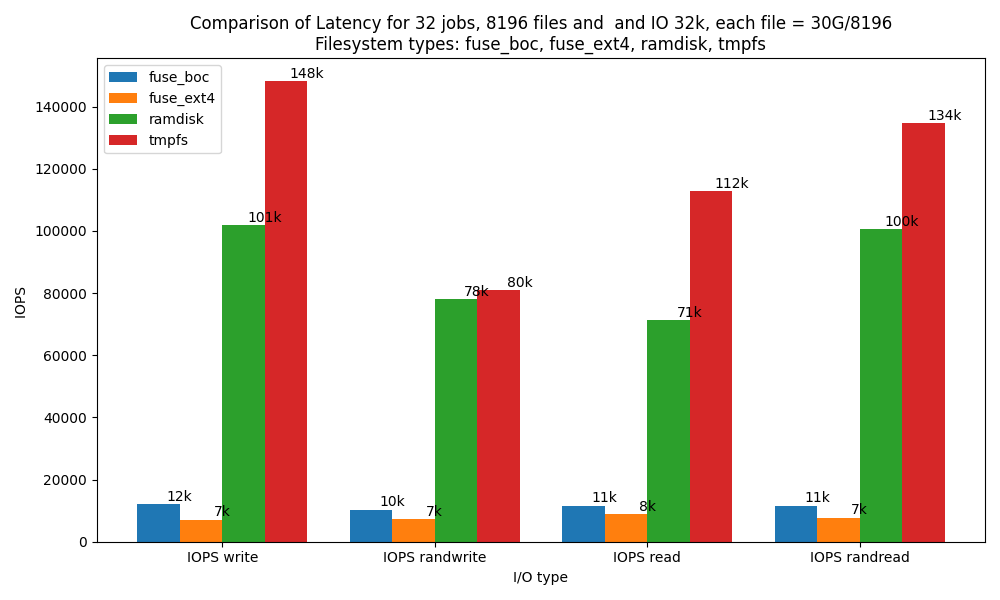 Comparison of Latency for 32 jobs, 8196 files and  and IO 32k, each file = 30G/8196
Filesystem types: fuse_boc, fuse_ext4, ramdisk, tmpfs
fuse_boc
fuse_ext4
ramdisk
tmpfs
IOPS
140000
120000
100000
80000
60000
40000
20000
0
12k
7k
101k
148k
10k
7k
78k
80k
11k
8k
71k
112k
11k
7k
100k
134k
IOPS write
IOPS randwrite
IOPS read
IOPS randread
I/O type